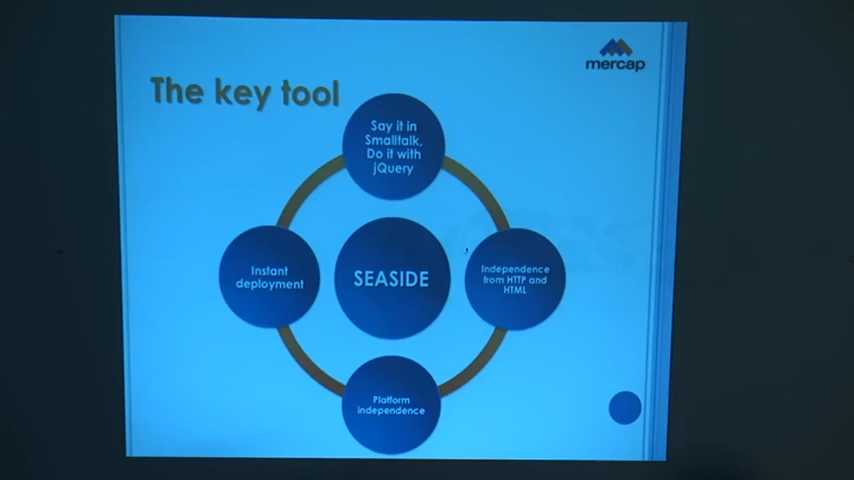 mercap
The key tool
Say it in
Smalltalk,
Do it with
jQuery
Instant
deployment
SEASIDE
Independence
from HTTP and
HTML
Platform
independence